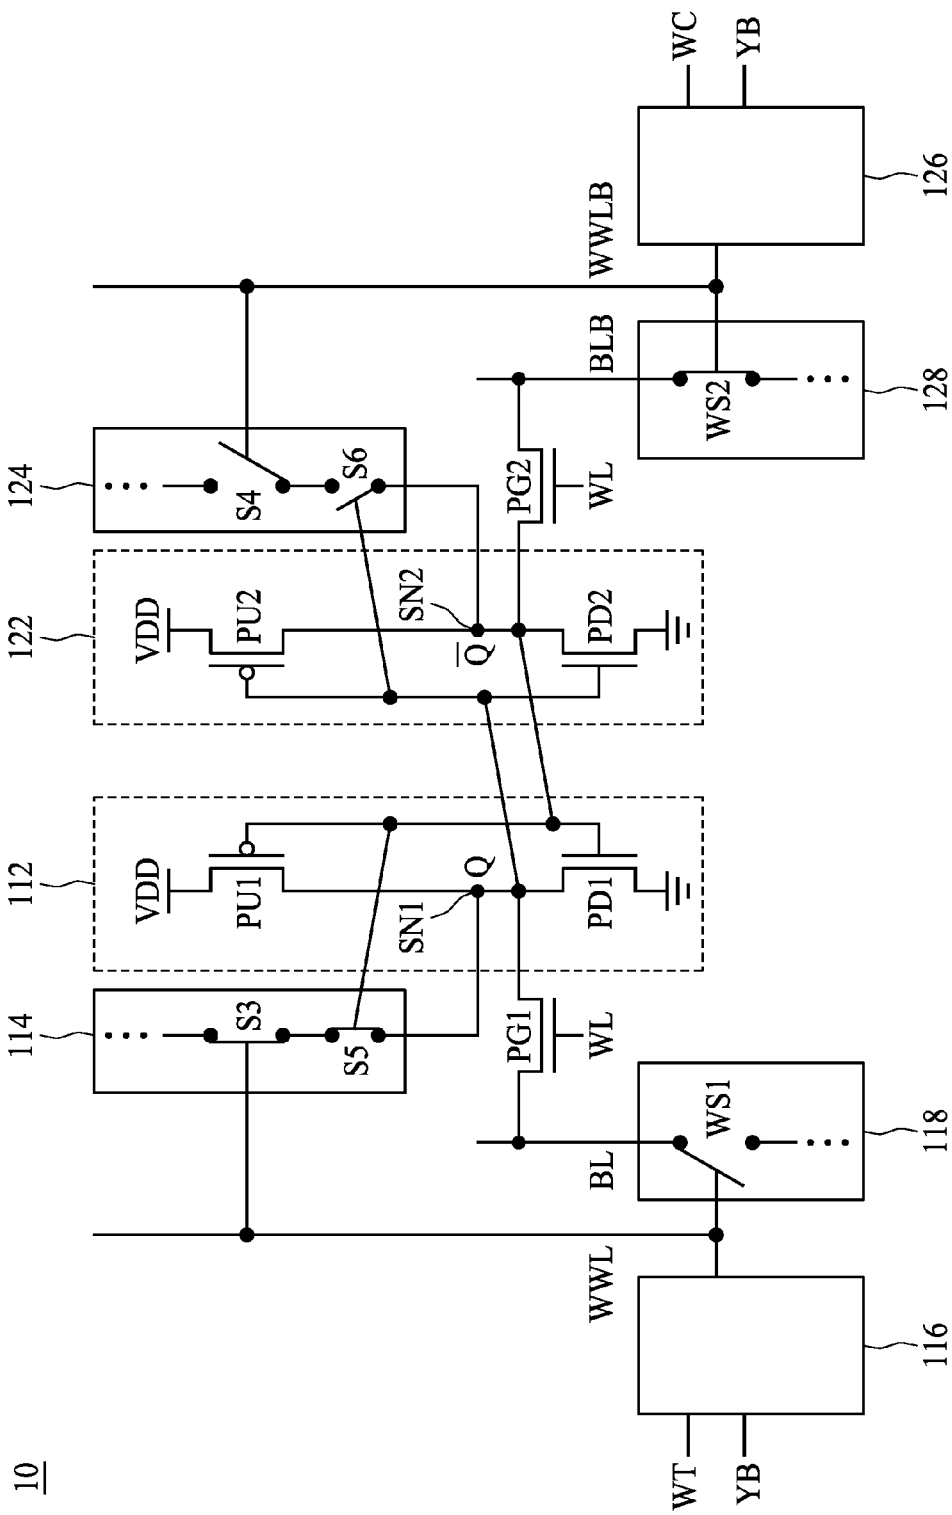 10
114
112
122
124
VDD
VDD
S3
PU1
PU2
S4
S5
S6
SN1
SN2
Q
Q̅
PG1
PG2
WWL
BL
WL
PD1
PD2
WL
BLB
WWLB
WT
WC
WS1
WS2
YB
YB
116
118
128
126